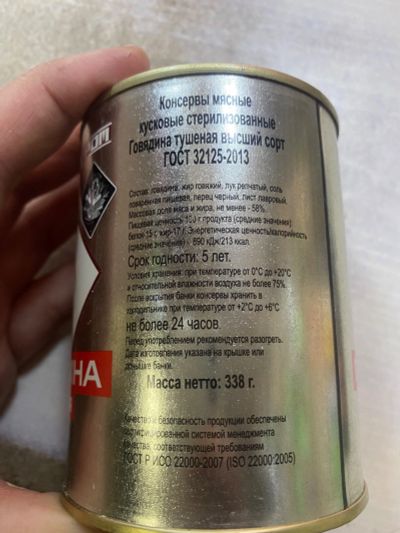 Консервы мясные
кусковые стерилизованные
Говядина тушеная высший сорт
ГОСТ 32125-2013
Состав: говядина, жир говяжий, лук репчатый, соль
поваренная пищевая, перец черный, лист лавровый.
Массовая доля мяса и жира, не менее - 58%.
Пищевая ценность 100 г продукта (средние значения):
белок 15 г, жир 17 г. Энергетическая ценность/калорийность
(средние значения) - 890 кДж/213 ккал.
Срок годности: 5 лет.
Условия хранения: при температуре от 0°С до +20°С
и относительной влажности воздуха не более 75%.
После вскрытия банки консервы хранить в
холодильнике при температуре от +2°С до +6°С
не более 24 часов.
Перед употреблением рекомендуется разогреть.
Дата изготовления указана на крышке или
донышке банки.
НА
Масса нетто: 338 г.
Качество и безопасность продукции обеспечены
сертифицированной системой менеджмента
качества, соответствующей требованиям
ГОСТ Р ИСО 22000-2007 (ISO 22000:2005)